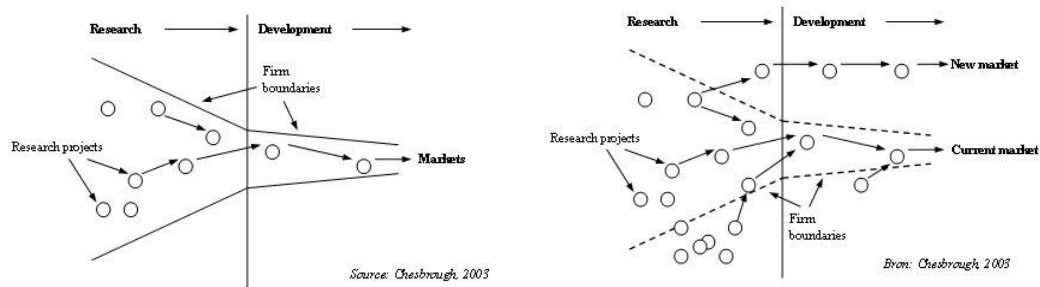 Research
Development
Firm
boundaries
Research projects
Markets
Source: Chesbrough, 2003
Research
Development
New market
Research projects
Current market
Firm
boundaries
Bron: Chesbrough, 2003